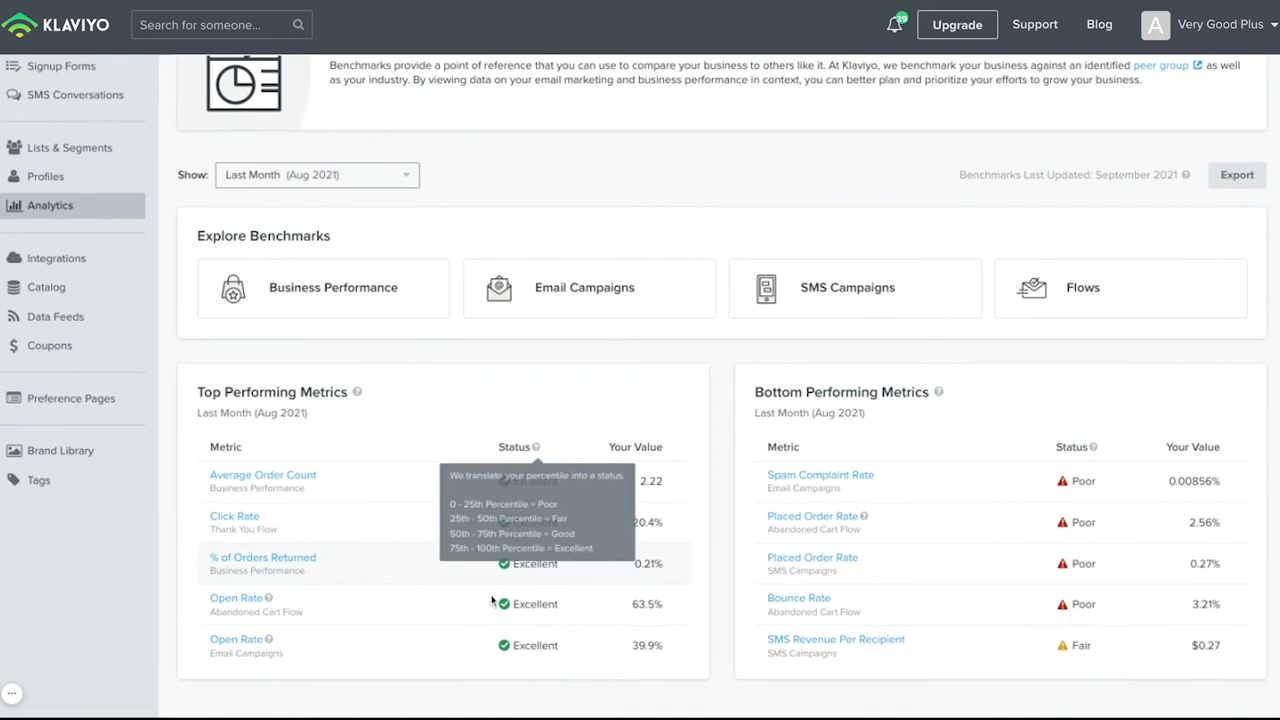 KLAVIYO
Search for someone...
39
Upgrade
Support
Blog
A
Very Good Plus
Signup Forms
SMS Conversations
Lists & Segments
Profiles
Analytics
Integrations
Catalog
Data Feeds
Coupons
Preference Pages
Brand Library
Tags
Benchmarks provide a point of reference that you can use to compare your business to others like it. At Klaviyo, we benchmark your business against an identified peer group as well
as your industry. By viewing data on your email marketing and business performance in context, you can better plan and prioritize your efforts to grow your business.
Show: Last Month (Aug 2021)
Benchmarks Last Updated: September 2021
Export
Explore Benchmarks
Business Performance
Email Campaigns
SMS Campaigns
Flows
Top Performing Metrics
Last Month (Aug 2021)
Metric Status Your Value
Average Order Count Excellent 2.22
Business Performance
Click Rate 20.4%
Thank You Flow
% of Orders Returned Excellent 0.21%
Business Performance
Open Rate Excellent 63.5%
Abandoned Cart Flow
Open Rate Excellent 39.9%
Email Campaigns
We translate your percentile into a status.
0 - 25th Percentile = Poor
25th - 50th Percentile = Fair
50th - 75th Percentile = Good
75th - 100th Percentile = Excellent
Bottom Performing Metrics
Last Month (Aug 2021)
Metric Status Your Value
Spam Complaint Rate Poor 0.00856%
Email Campaigns
Placed Order Rate Poor 2.56%
Abandoned Cart Flow
Placed Order Rate Poor 0.27%
SMS Campaigns
Bounce Rate Poor 3.21%
Abandoned Cart Flow
SMS Revenue Per Recipient Fair $0.27
SMS Campaigns